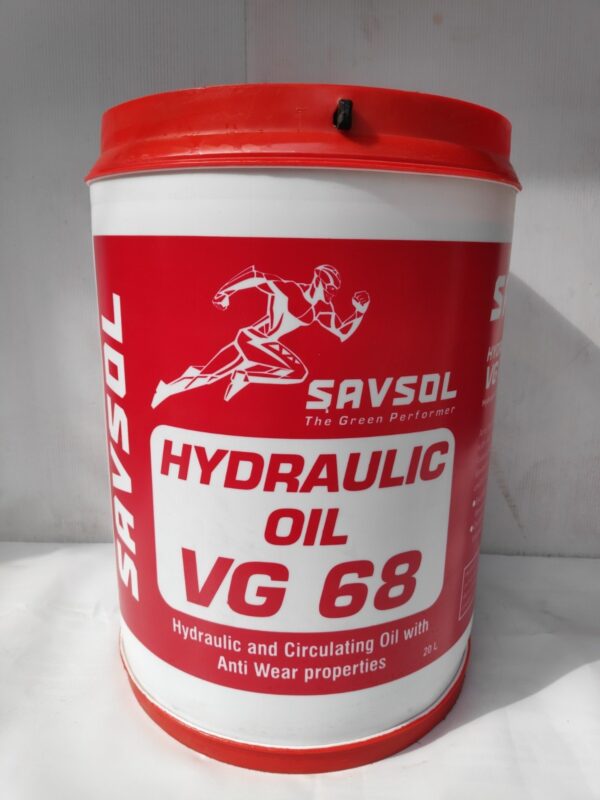 SAVSOL
SAVSOL
The Green Performer
HYDRAULIC
OIL
VG 68
Hydraulic and Circulating Oil with
Anti Wear properties
20 L